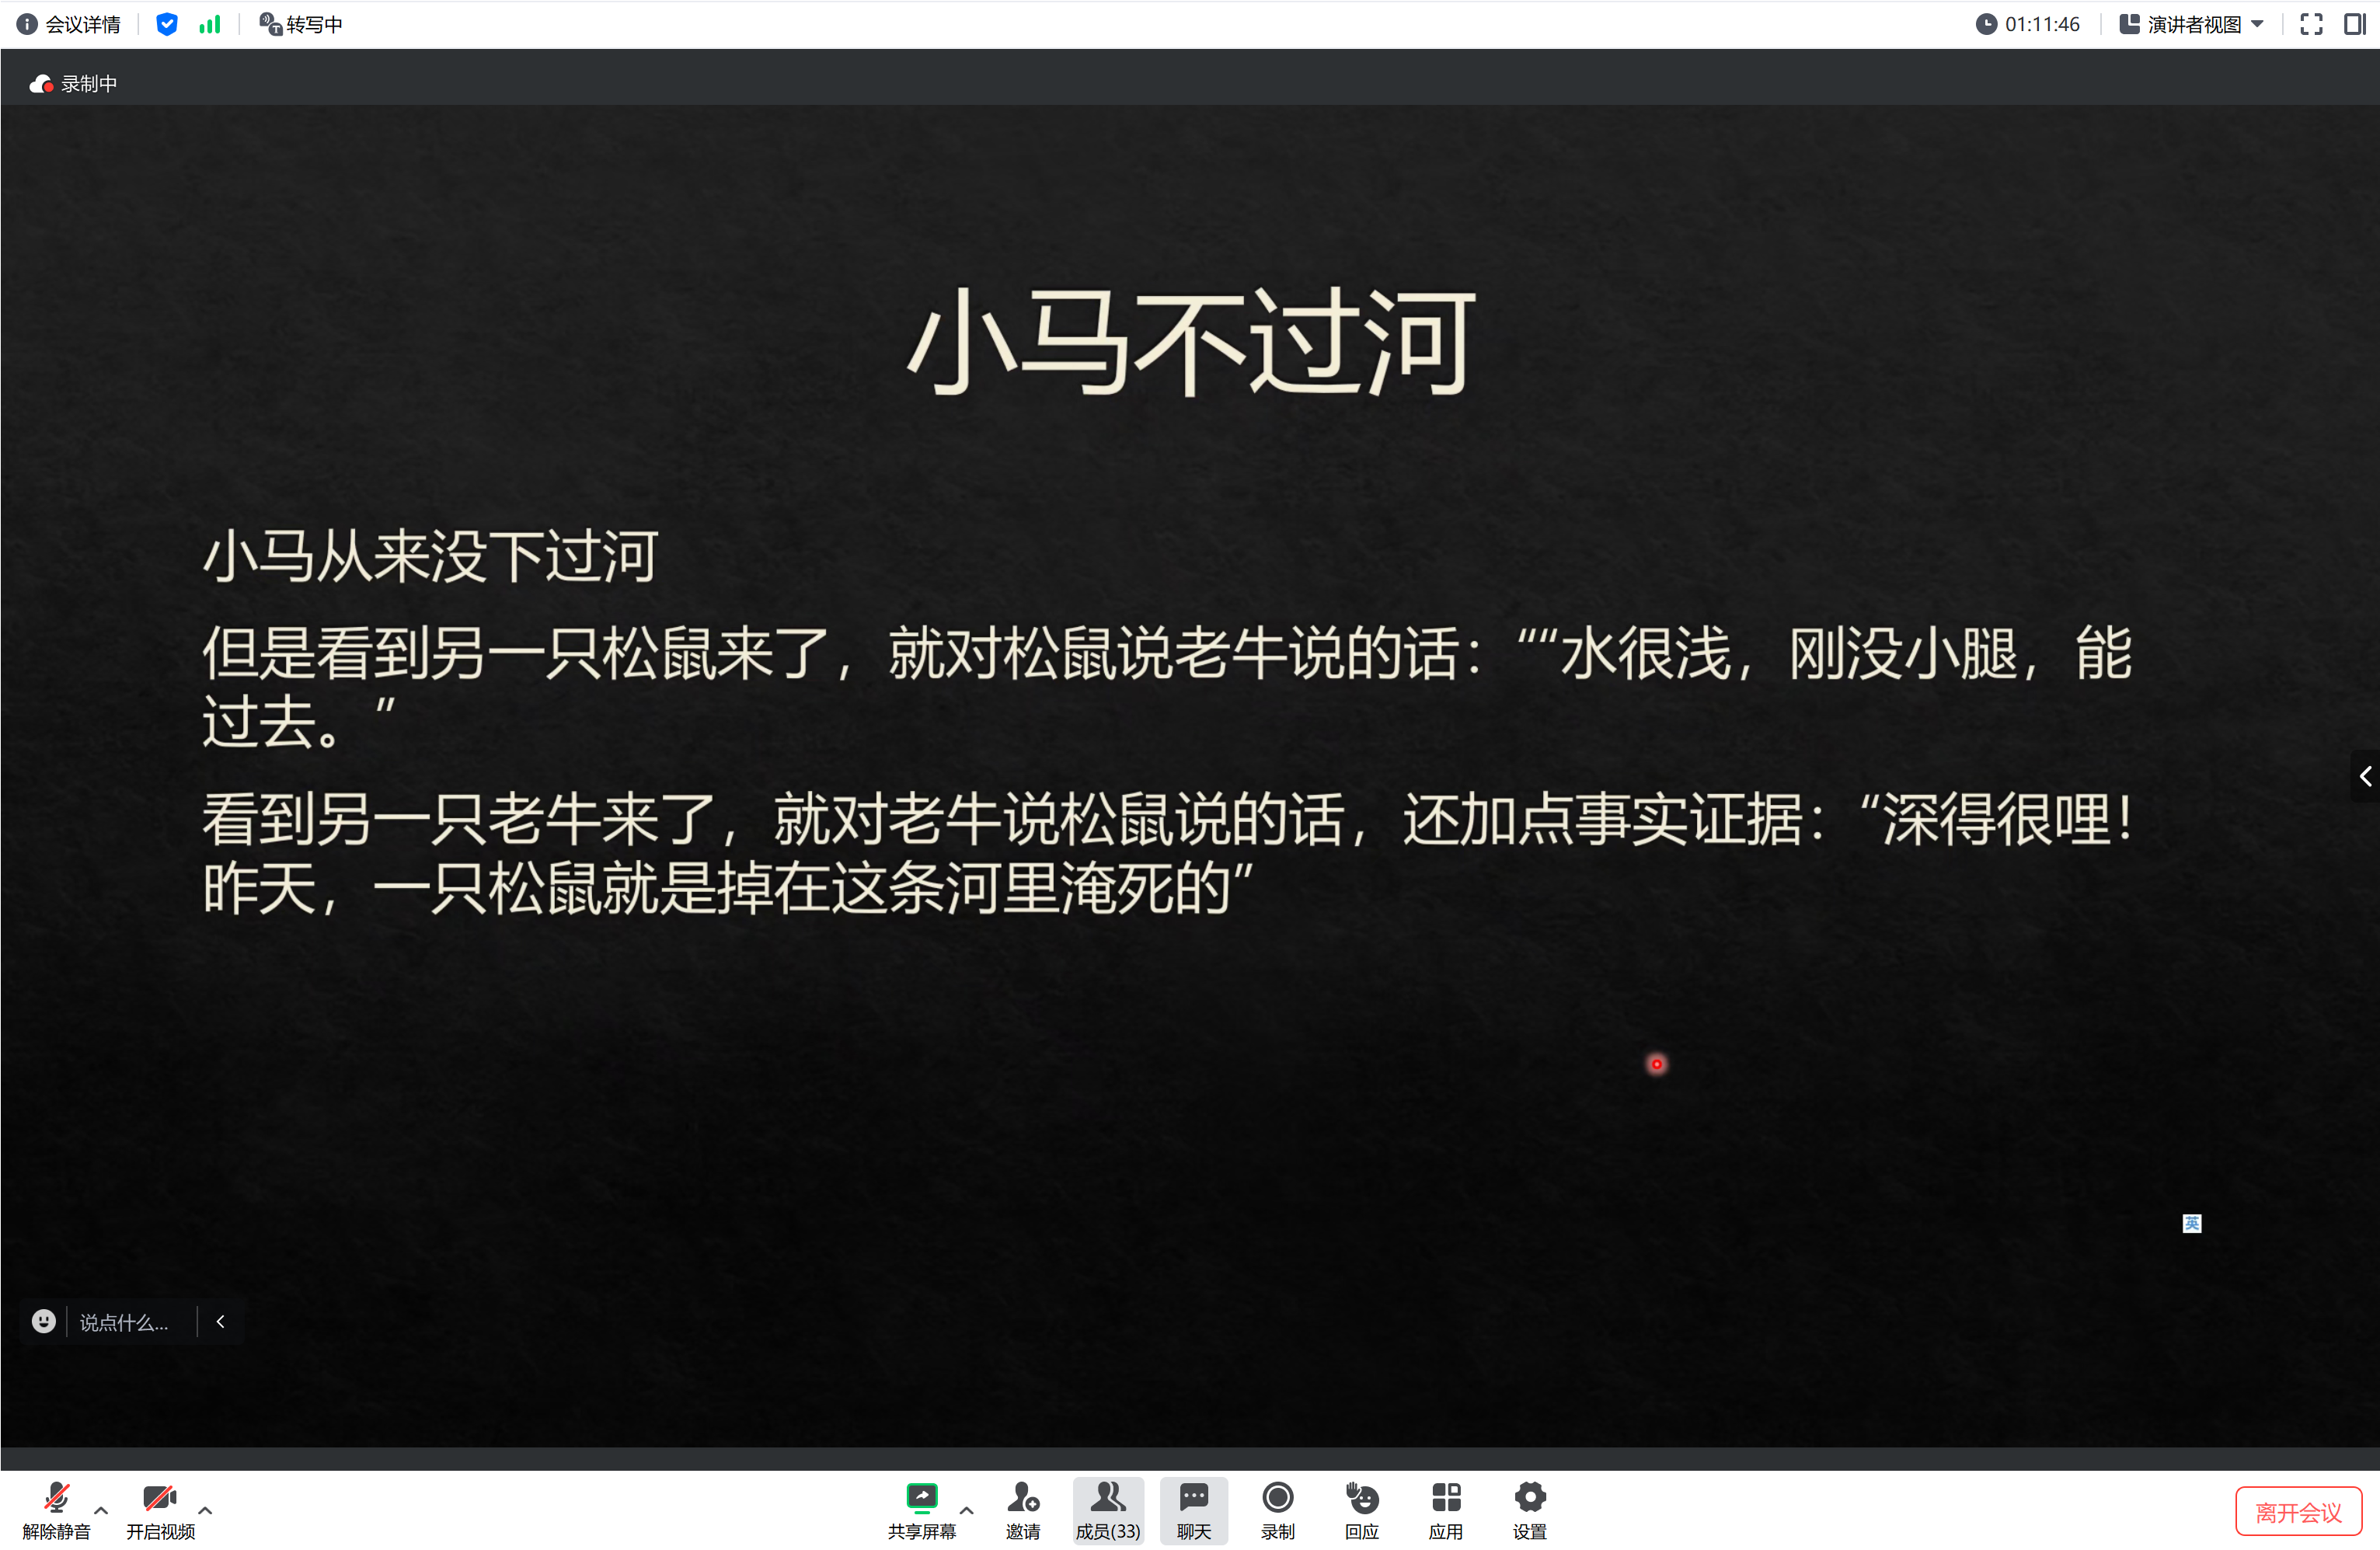 会议详情
转写中
01:11:46
演讲者视图
录制中
小马不过河
小马从来没下过河
但是看到另一只松鼠来了，就对松鼠说老牛说的话：““水很浅，刚没小腿，能
过去。”
看到另一只老牛来了，就对老牛说松鼠说的话，还加点事实证据：“深得很哩！
昨天，一只松鼠就是掉在这条河里淹死的”
英
说点什么...
解除静音
开启视频
共享屏幕
邀请
成员(33)
聊天
录制
回应
应用
设置
离开会议